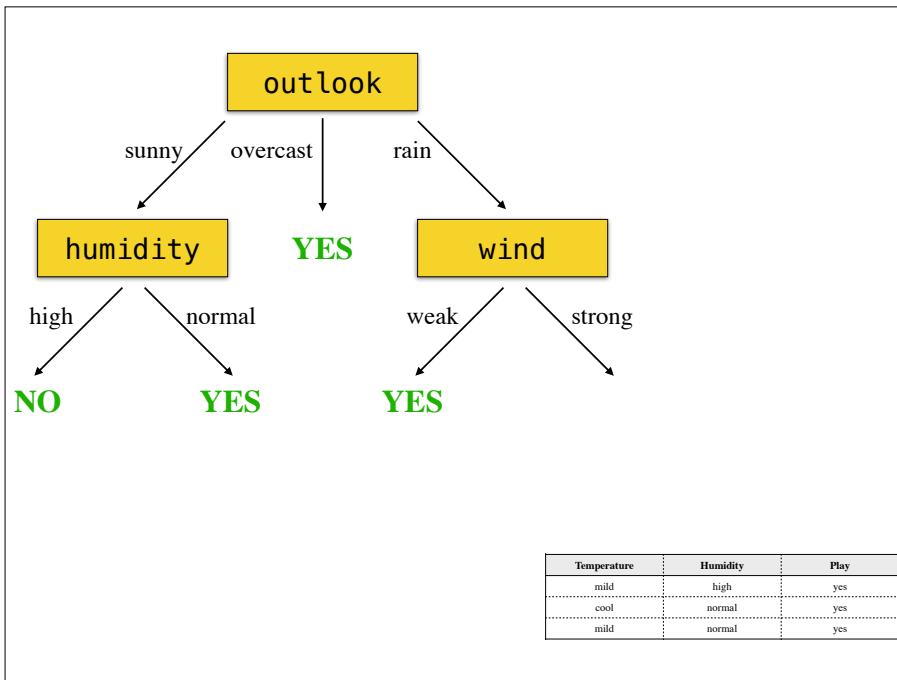 outlook
sunny overcast rain
humidity YES wind
high normal weak strong
NO YES YES
Temperature Humidity Play
mild high yes
cool normal yes
mild normal yes